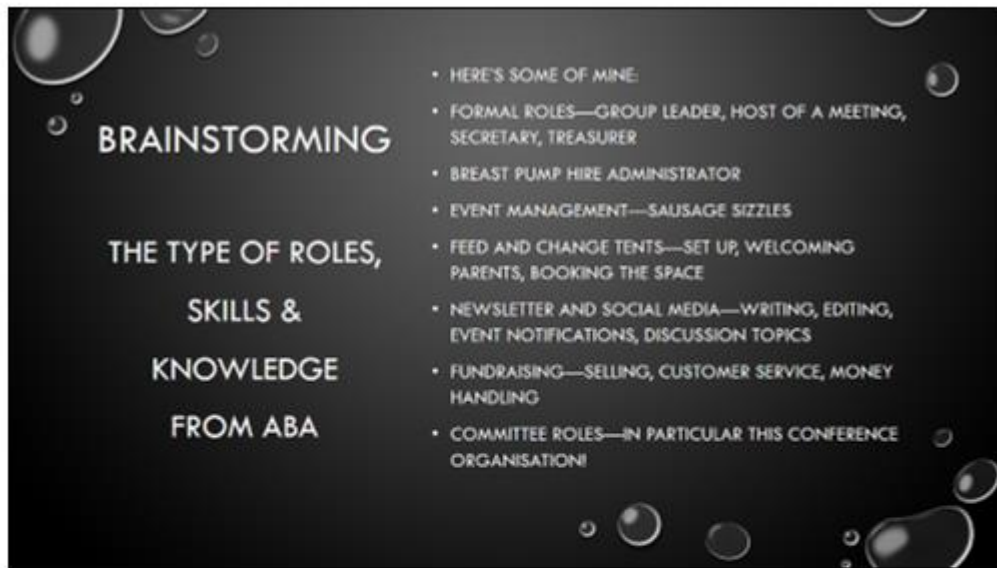 BRAINSTORMING
THE TYPE OF ROLES,
SKILLS &
KNOWLEDGE
FROM ABA
• HERE'S SOME OF MINE:
• FORMAL ROLES—GROUP LEADER, HOST OF A MEETING,
SECRETARY, TREASURER
• BREAST PUMP HIRE ADMINISTRATOR
• EVENT MANAGEMENT—SAUSAGE SIZZLES
• FEED AND CHANGE TENTS—SET UP, WELCOMING
PARENTS, BOOKING THE SPACE
• NEWSLETTER AND SOCIAL MEDIA—WRITING, EDITING,
EVENT NOTIFICATIONS, DISCUSSION TOPICS
• FUNDRAISING—SELLING, CUSTOMER SERVICE, MONEY
HANDLING
• COMMITTEE ROLES—IN PARTICULAR THIS CONFERENCE
ORGANISATION!